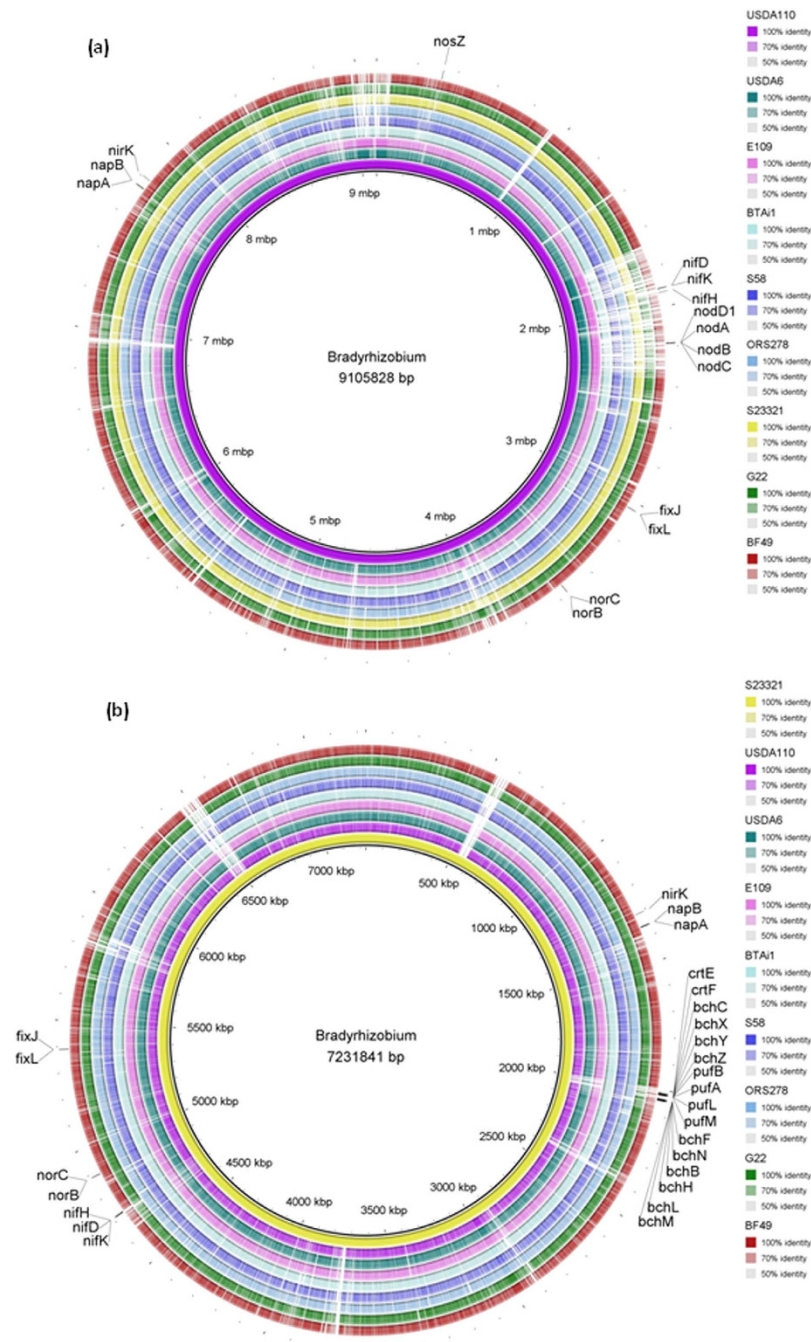 (a)
nosZ
nirK
napB
napA
9 mbp
8 mbp
1 mbp
nifD
nifK
nifH
nodD1
nodA
nodB
nodC
7 mbp
2 mbp
Bradyrhizobium
9105828 bp
6 mbp
3 mbp
5 mbp
4 mbp
fixJ
fixL
norC
norB
USDA110
100% identity
70% identity
50% identity
USDA6
100% identity
70% identity
50% identity
E109
100% identity
70% identity
50% identity
BTAi1
100% identity
70% identity
50% identity
S58
100% identity
70% identity
50% identity
ORS278
100% identity
70% identity
50% identity
S23321
100% identity
70% identity
50% identity
G22
100% identity
70% identity
50% identity
BF49
100% identity
70% identity
50% identity
(b)
7000 kbp
500 kbp
6500 kbp
1000 kbp
6000 kbp
1500 kbp
5500 kbp
Bradyrhizobium
7231841 bp
2000 kbp
5000 kbp
2500 kbp
4500 kbp
3000 kbp
4000 kbp
3500 kbp
nirK
napB
napA
crtE
crtF
bchC
bchX
bchY
bchZ
pufB
pufA
pufL
pufM
bchF
bchN
bchB
bchH
bchL
bchM
fixJ
fixL
norC
norB
nifH
nifD
nifK
S23321
100% identity
70% identity
50% identity
USDA110
100% identity
70% identity
50% identity
USDA6
100% identity
70% identity
50% identity
E109
100% identity
70% identity
50% identity
BTAi1
100% identity
70% identity
50% identity
S58
100% identity
70% identity
50% identity
ORS278
100% identity
70% identity
50% identity
G22
100% identity
70% identity
50% identity
BF49
100% identity
70% identity
50% identity